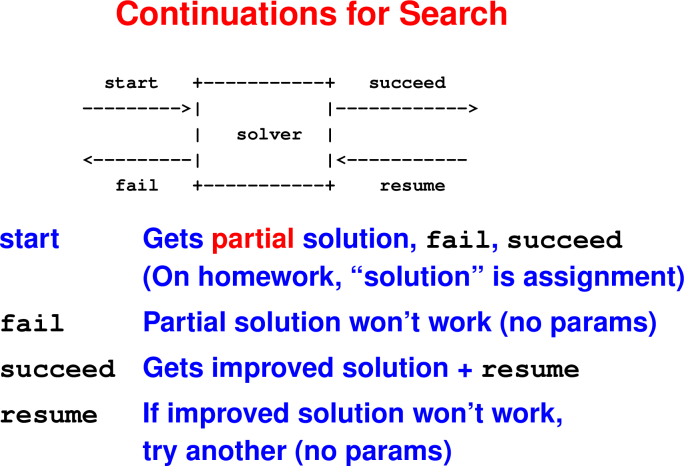 Continuations for Search
start +-----------+ succeed
--------->| |------------>
| solver |
<---------| |<-----------
fail +-----------+ resume
start Gets partial solution, fail, succeed
(On homework, “solution” is assignment)
fail Partial solution won’t work (no params)
succeed Gets improved solution + resume
resume If improved solution won’t work,
try another (no params)